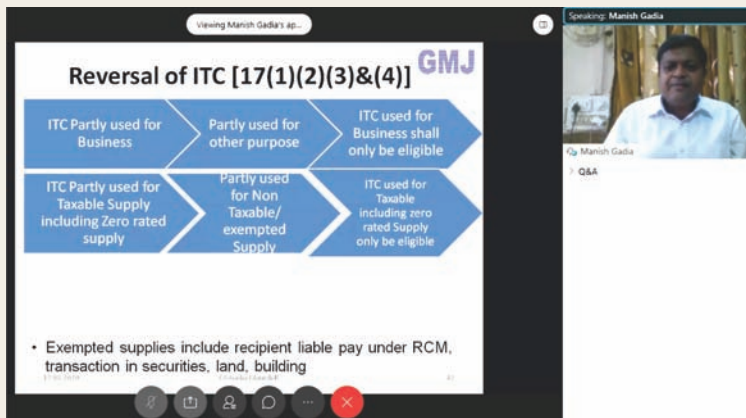 Viewing Manish Gadia's ap...
Speaking: Manish Gadia
GMJ
Reversal of ITC [17(1)(2)(3)&(4)]
ITC Partly used for
Business
Partly used for
other purpose
ITC used for
Business shall
only be eligible
ITC Partly used for
Taxable Supply
including Zero rated
supply
Partly used
for Non
Taxable/
exempted
Supply
ITC used for
Taxable
including zero
rated Supply
only be eligible
• Exempted supplies include recipient liable pay under RCM,
transaction in securities, land, building
Manish Gadia
Q&A